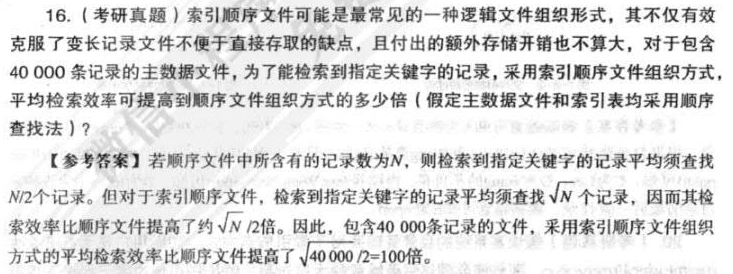 16.（考研真题）索引顺序文件可能是最常见的一种逻辑文件组织形式，其不仅有效
克服了变长记录文件不便于直接存取的缺点，且付出的额外存储开销也不算大，对于包含
40 000 条记录的主数据文件，为了能检索到指定关键字的记录，采用索引顺序文件组织方式，
平均检索效率可提高到顺序文件组织方式的多少倍（假定主数据文件和索引表均采用顺序
查找法）？
【参考答案】若顺序文件中所含有的记录数为N，则检索到指定关键字的记录平均须查找
N/2个记录。但对于索引顺序文件，检索到指定关键字的记录平均须查找√N 个记录，因而其检
索效率比顺序文件提高了约√N /2倍。因此，包含40 000条记录的文件，采用索引顺序文件组织
方式的平均检索效率比顺序文件提高了√40 000 /2=100倍。